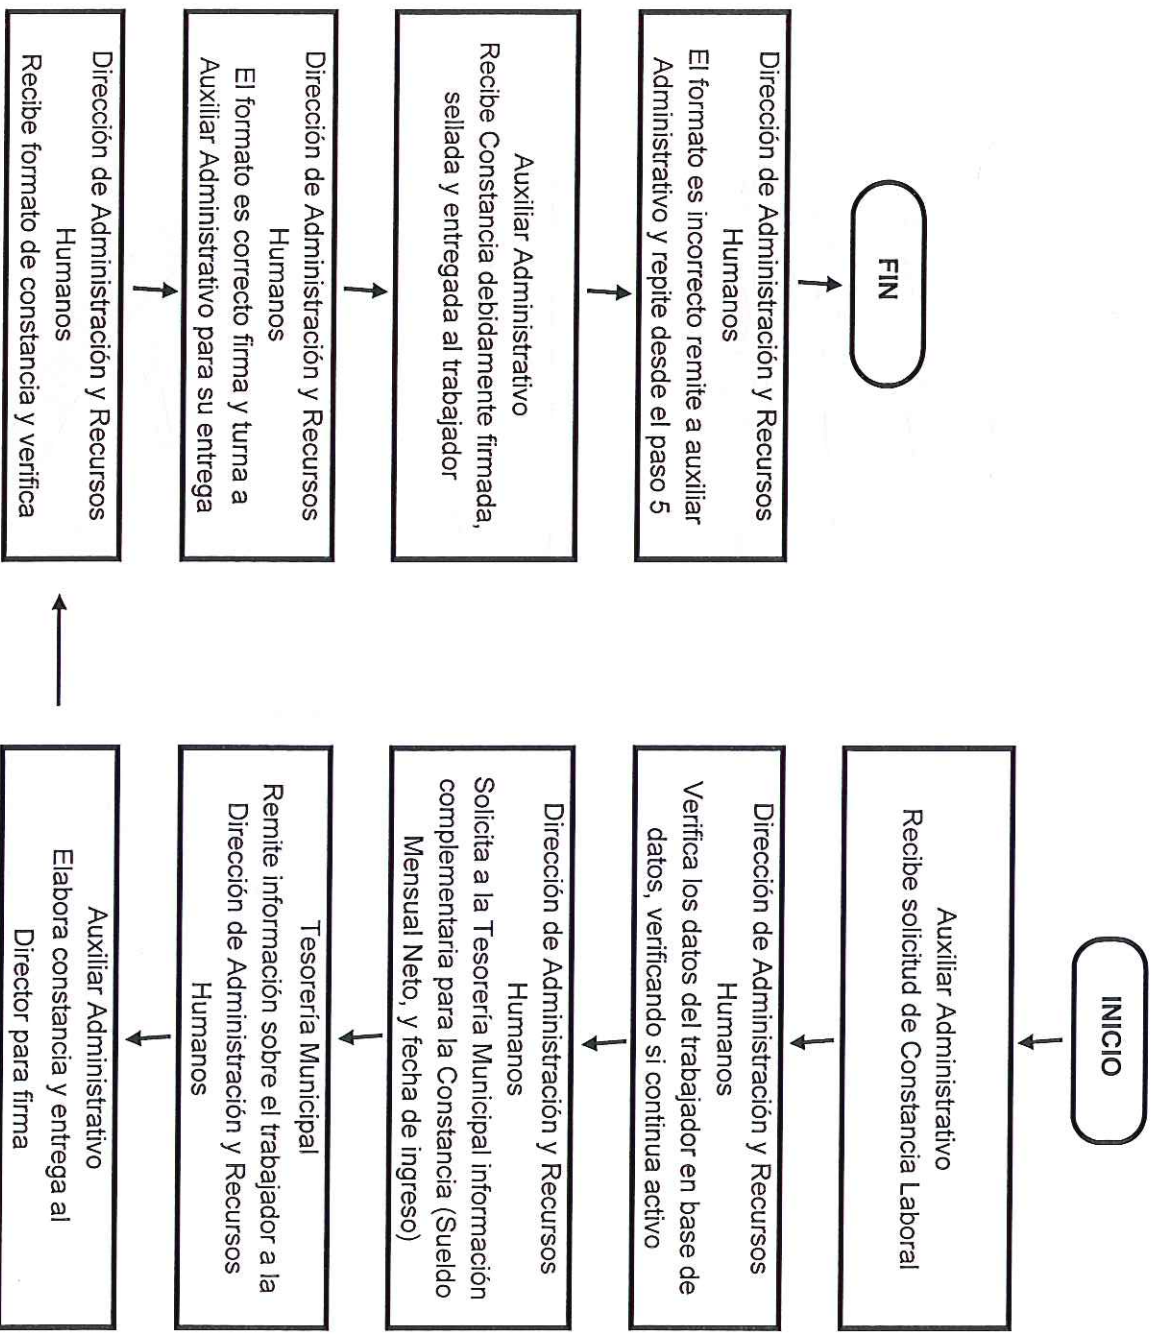 INICIO
Auxiliar Administrativo
Recibe solicitud de Constancia Laboral
Dirección de Administración y Recursos
Humanos
Verifica los datos del trabajador en base de
datos, verificando si continua activo
Dirección de Administración y Recursos
Humanos
Solicita a la Tesorería Municipal información
complementaria para la Constancia (Sueldo
Mensual Neto, y fecha de ingreso)
Tesorería Municipal
Remite información sobre el trabajador a la
Dirección de Administración y Recursos
Humanos
Auxiliar Administrativo
Elabora constancia y entrega al
Director para firma
Dirección de Administración y Recursos
Humanos
Recibe formato de constancia y verifica
Dirección de Administración y Recursos
Humanos
El formato es correcto firma y turna a
Auxiliar Administrativo para su entrega
Auxiliar Administrativo
Recibe Constancia debidamente firmada,
sellada y entregada al trabajador
Dirección de Administración y Recursos
Humanos
El formato es incorrecto remite a auxiliar
Administrativo y repite desde el paso 5
FIN